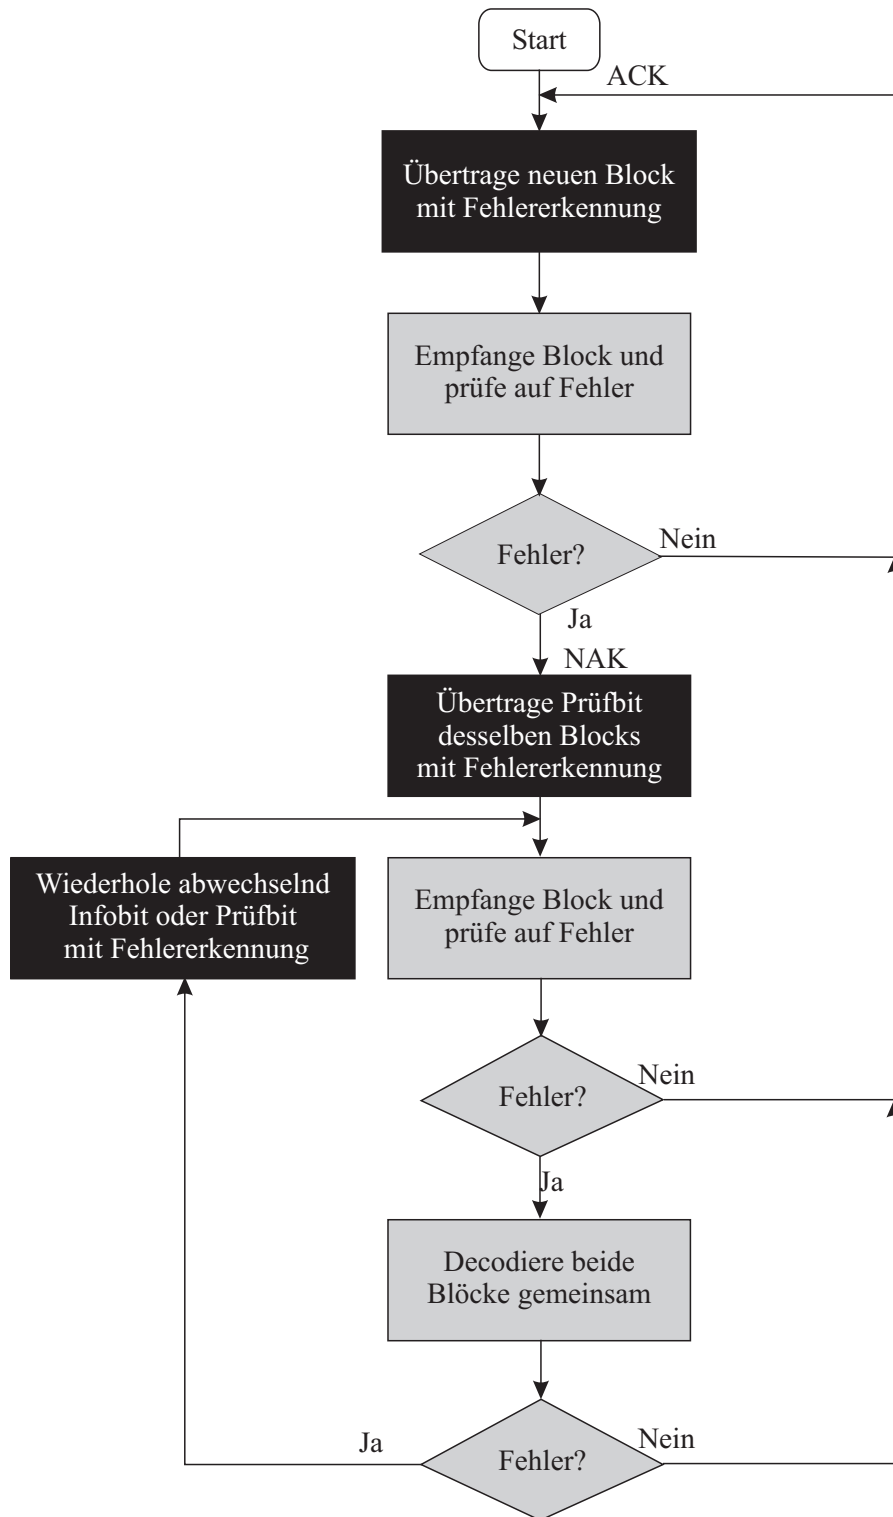 Start
ACK
Übertrage neuen Block
mit Fehlererkennung
Empfange Block und
prüfe auf Fehler
Fehler?
Nein
Ja
NAK
Übertrage Prüfbit
desselben Blocks
mit Fehlererkennung
Wiederhole abwechselnd
Infobit oder Prüfbit
mit Fehlererkennung
Empfange Block und
prüfe auf Fehler
Fehler?
Nein
Ja
Decodiere beide
Blöcke gemeinsam
Ja
Fehler?
Nein